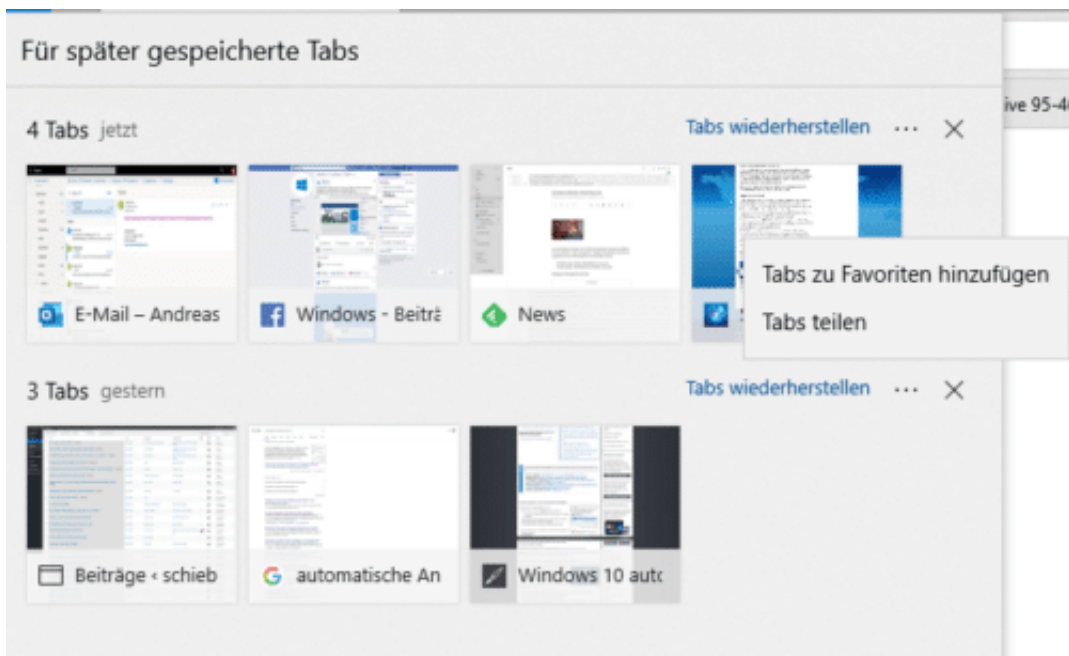 Für später gespeicherte Tabs
ive 95-4
4 Tabs jetzt
Tabs wiederherstellen
E-Mail – Andreas
Windows - Beiträ
News
Tabs zu Favoriten hinzufügen
Tabs teilen
3 Tabs gestern
Tabs wiederherstellen
Beiträge ‹ schieb
automatische An
Windows 10 auto